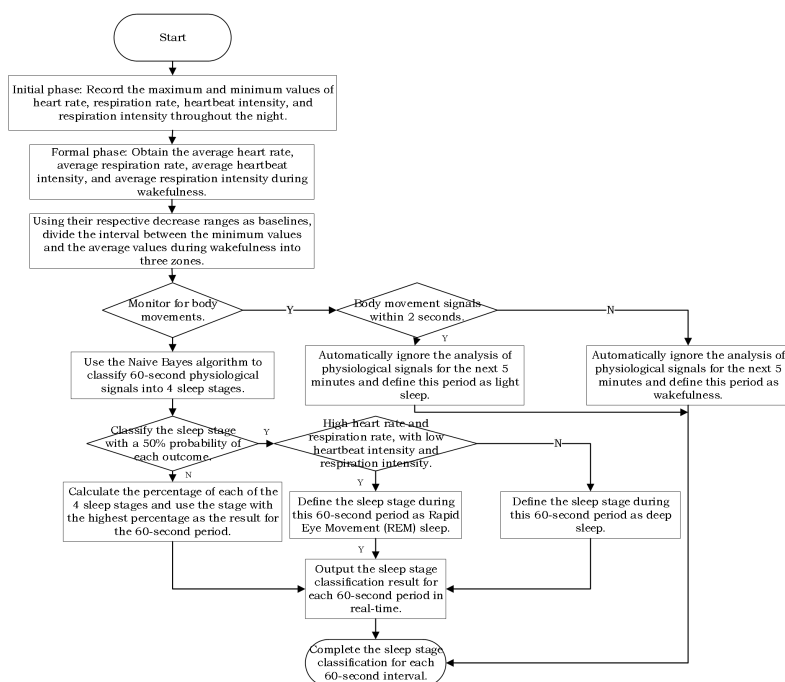 Start
Initial phase: Record the maximum and minimum values of
heart rate, respiration rate, heartbeat intensity, and
respiration intensity throughout the night.
Formal phase: Obtain the average heart rate,
average respiration rate, average heartbeat
intensity, and average respiration intensity during
wakefulness.
Using their respective decrease ranges as baselines,
divide the interval between the minimum values
and the average values during wakefulness into
three zones.
Monitor for body
movements.
Y
Body movement signals
within 2 seconds.
N
Y
Use the Naive Bayes algorithm to
classify 60-second physiological
signals into 4 sleep stages.
Automatically ignore the analysis of
physiological signals for the next 5
minutes and define this period as light
sleep.
Automatically ignore the analysis of
physiological signals for the next 5
minutes and define this period as
wakefulness.
Classify the sleep stage
with a 50% probability of
each outcome.
Y
High heart rate and
respiration rate, with low
heartbeat intensity and
respiration intensity.
N
N
Y
Calculate the percentage of each of the
4 sleep stages and use the stage with
the highest percentage as the result for
the 60-second period.
Define the sleep stage during
this 60-second period as Rapid
Eye Movement (REM) sleep.
Define the sleep stage during
this 60-second period as deep
sleep.
Y
Output the sleep stage
classification result for
each 60-second period in
real-time.
Complete the sleep stage
classification for each
60-second interval.